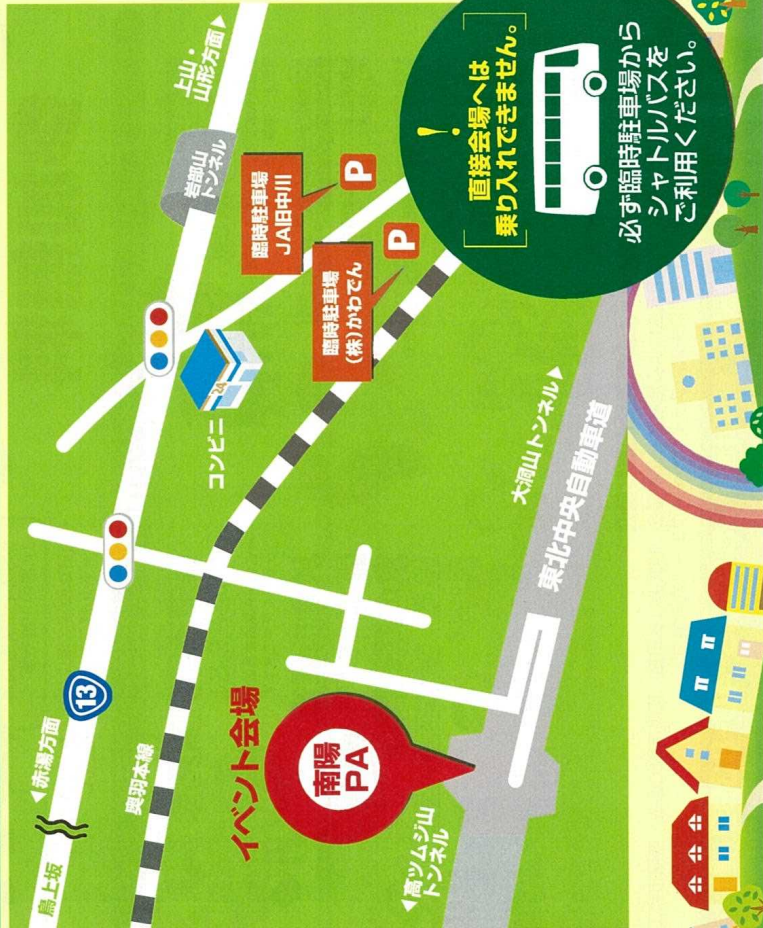 上山・
山形方面▶
岩部山
トンネル
臨時駐車場
JA旧中川
P
臨時駐車場
(株)かわでん
P
コンビニ
24
13
◀赤湯方面
鳥上坂
奥羽本線
イベント会場
南陽
PA
◀高ツムジ山
トンネル
大洞山トンネル▶
東北中央自動車道
!
直接会場へは
乗り入れできません。
必ず臨時駐車場から
シャトルバスを
ご利用ください。